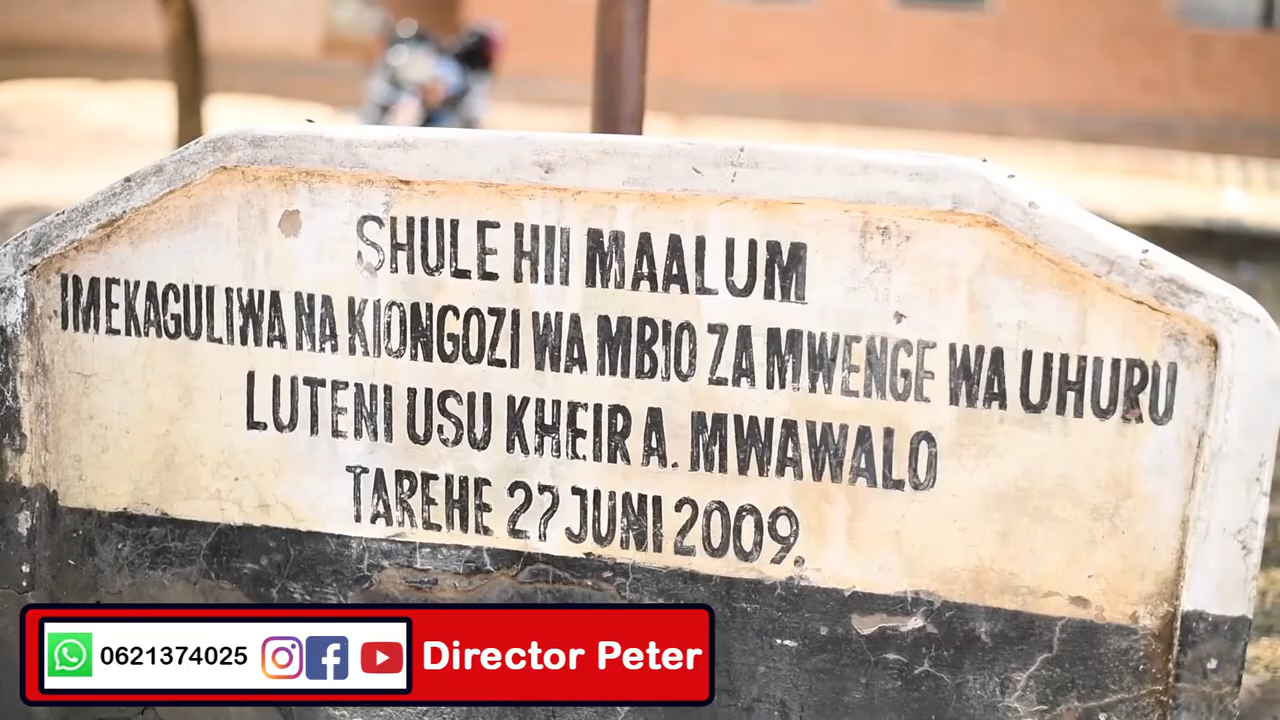 SHULE HII MAALUM
IMEKAGULIWA NA KIONGOZI WA MBIO ZA MWENGE WA UHURU
LUTENI USU KHEIR A. MWAWALO
TAREHE 27 JUNI 2009.
0621374025 Director Peter